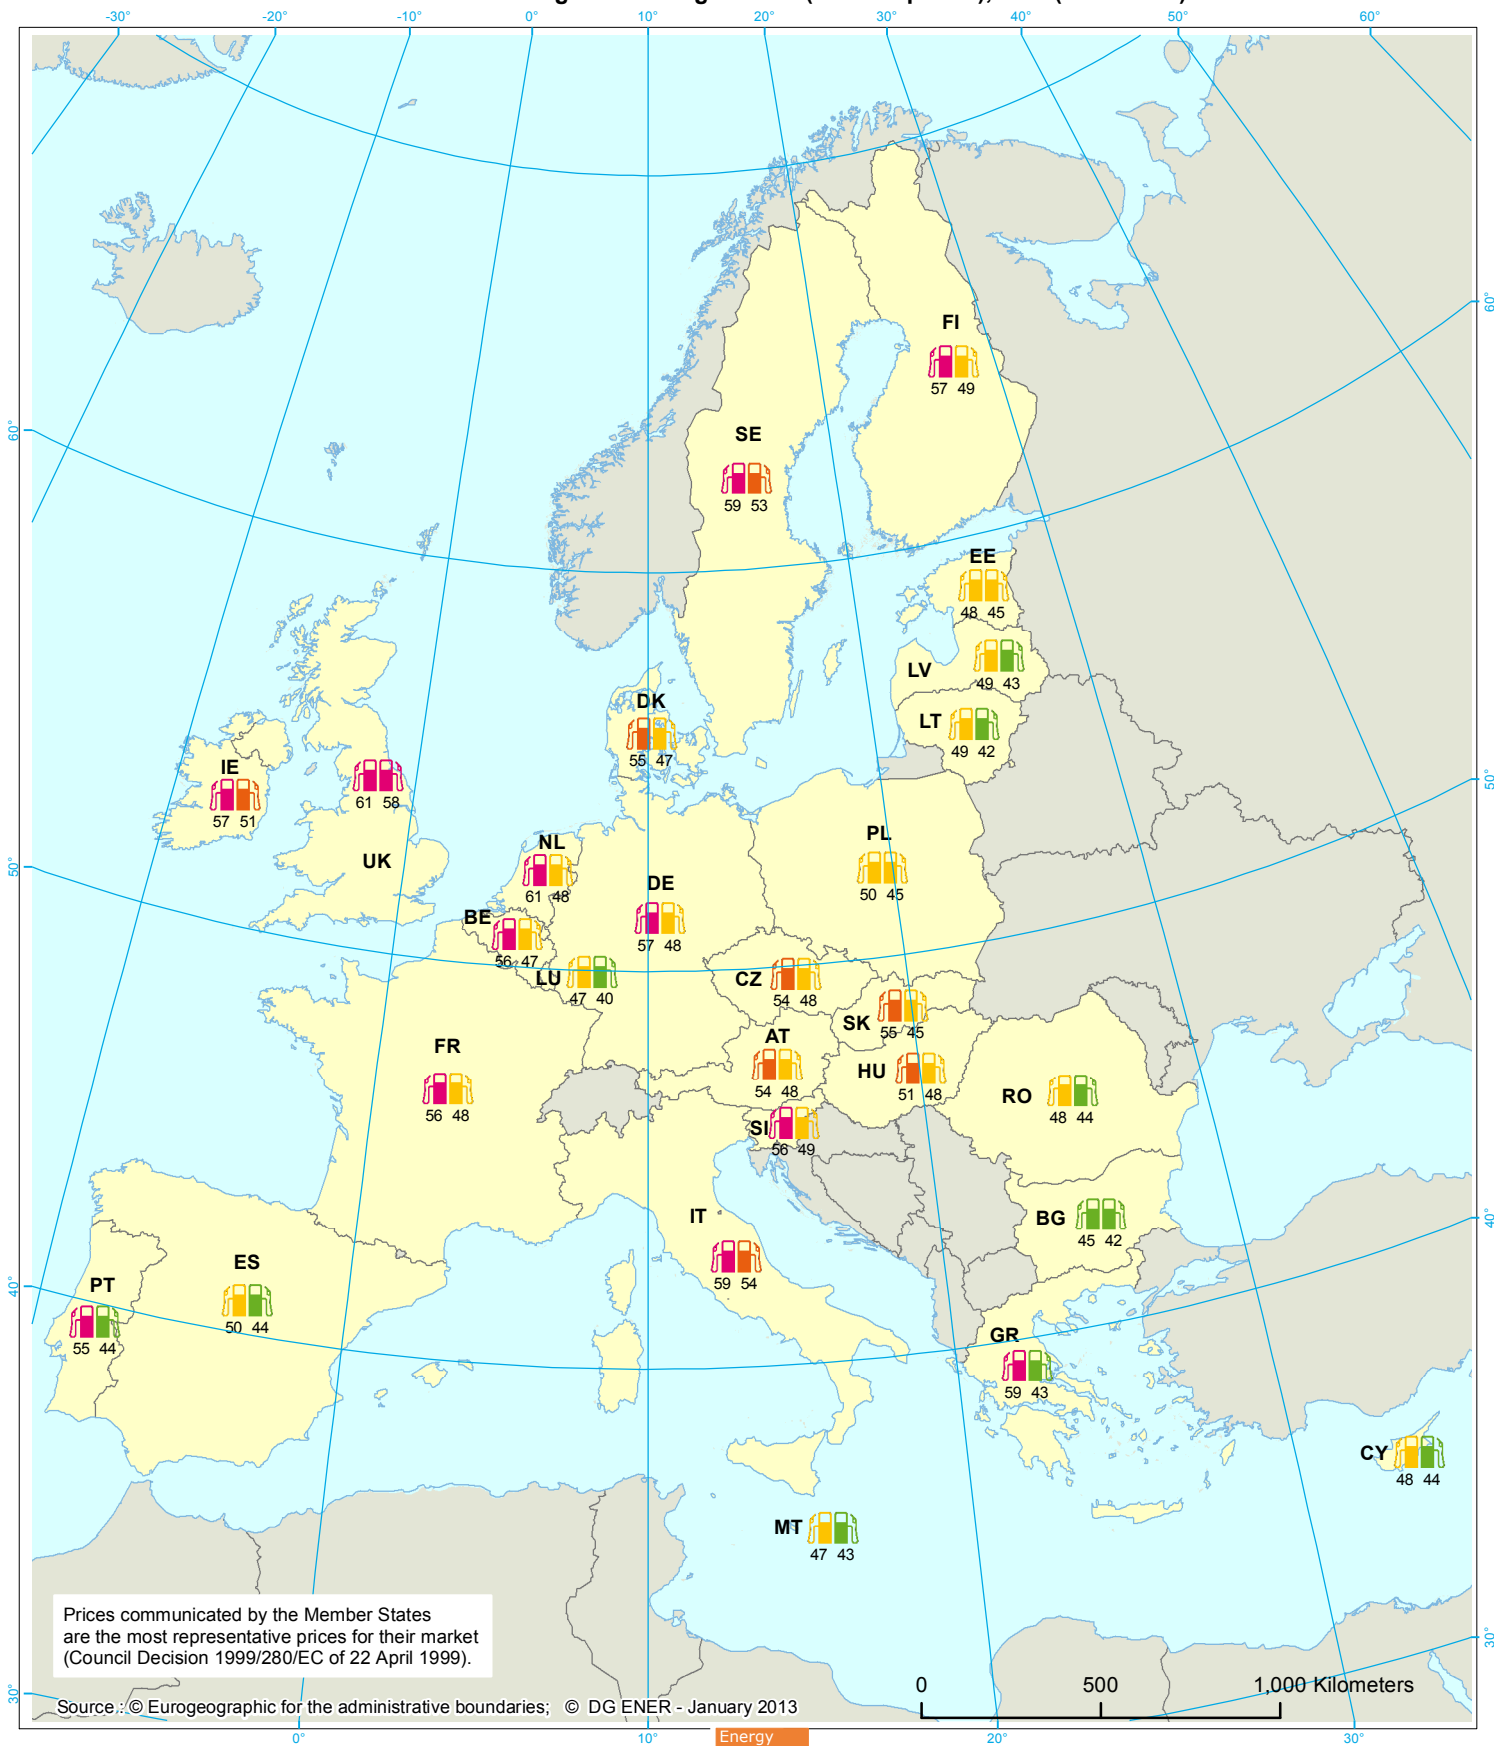 -30° -20° -10° 0° 10° 20° 30° 40° 50° 60°
FI
57 49
60°
SE
59 53
60°
EE
48 45
LV
49 43
LT
49 42
DK
55 47
IE
57 51
61 58
UK
50°
PL
50 45
NL
61 48
DE
57 48
50°
BE
56 47
LU
47 40
CZ
54 48
SK
55 45
AT
54 48
HU
51 48
FR
56 48
RO
48 44
SI
56 49
BG
45 42
40°
IT
59 54
ES
50 44
PT
55 44
40°
GR
59 43
CY
48 44
MT
47 43
Prices communicated by the Member States
are the most representative prices for their market
(Council Decision 1999/280/EC of 22 April 1999).
30°
0 500 1,000 Kilometers
30°
Source : © Eurogeographic for the administrative boundaries; © DG ENER - January 2013
0° 10° 20° 30°
Energy